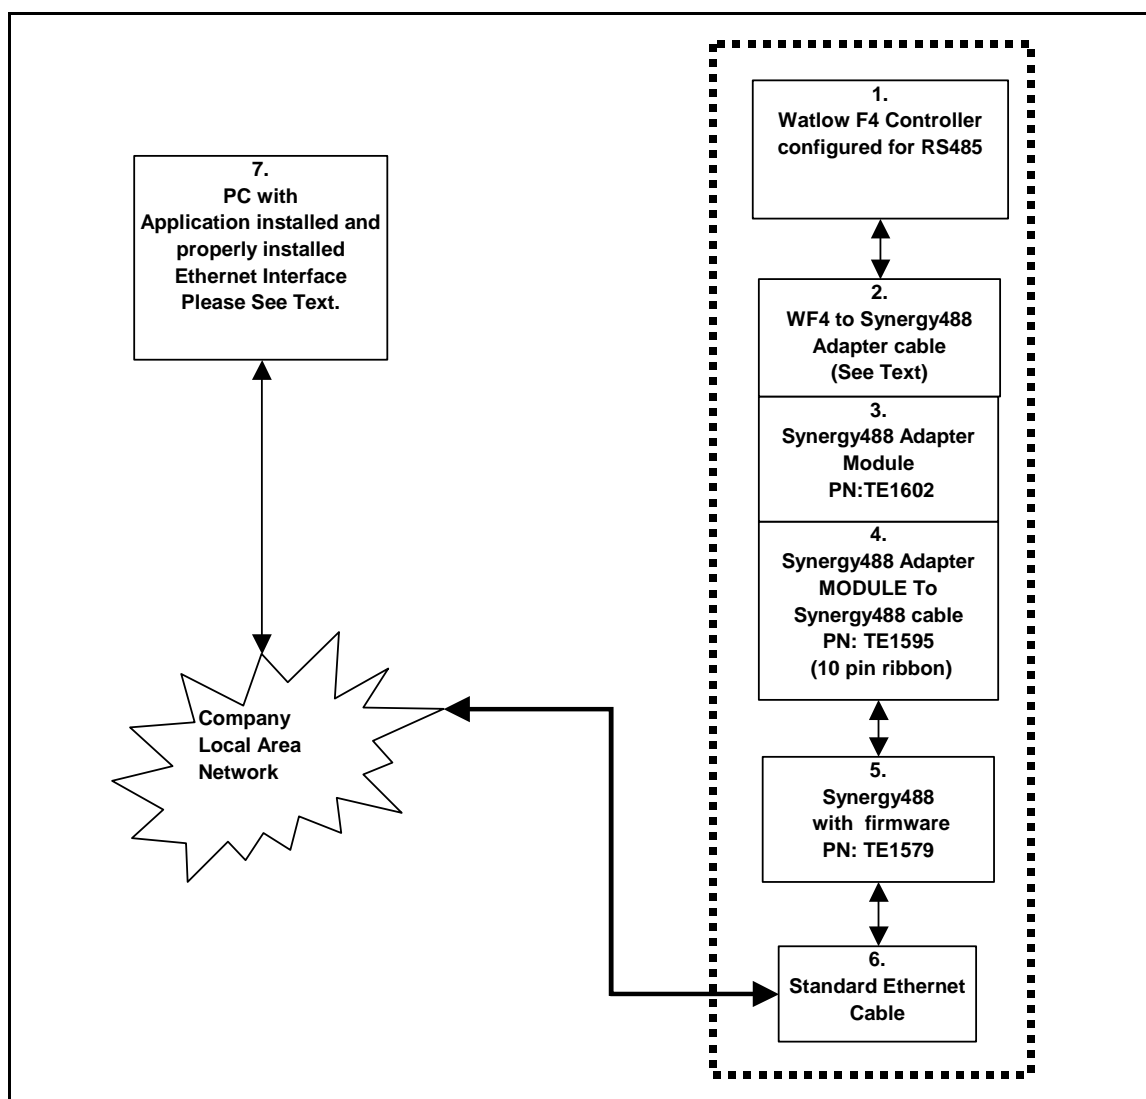 1.
Watlow F4 Controller
configured for RS485
7.
PC with
Application installed and
properly installed
Ethernet Interface
Please See Text.
2.
WF4 to Synergy488
Adapter cable
(See Text)
3.
Synergy488 Adapter
Module
PN:TE1602
4.
Synergy488 Adapter
MODULE To
Synergy488 cable
PN: TE1595
(10 pin ribbon)
Company
Local Area
Network
5.
Synergy488
with firmware
PN: TE1579
6.
Standard Ethernet
Cable